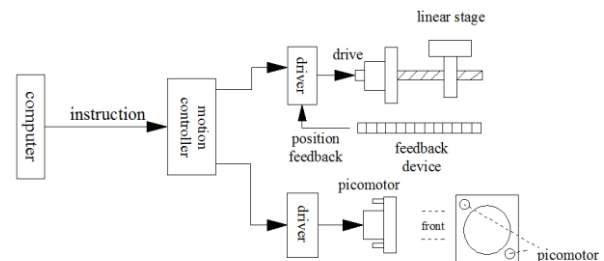 computer
instruction
motion
controller
driver
drive
linear stage
position
feedback
feedback
device
driver
picomotor
front
picomotor